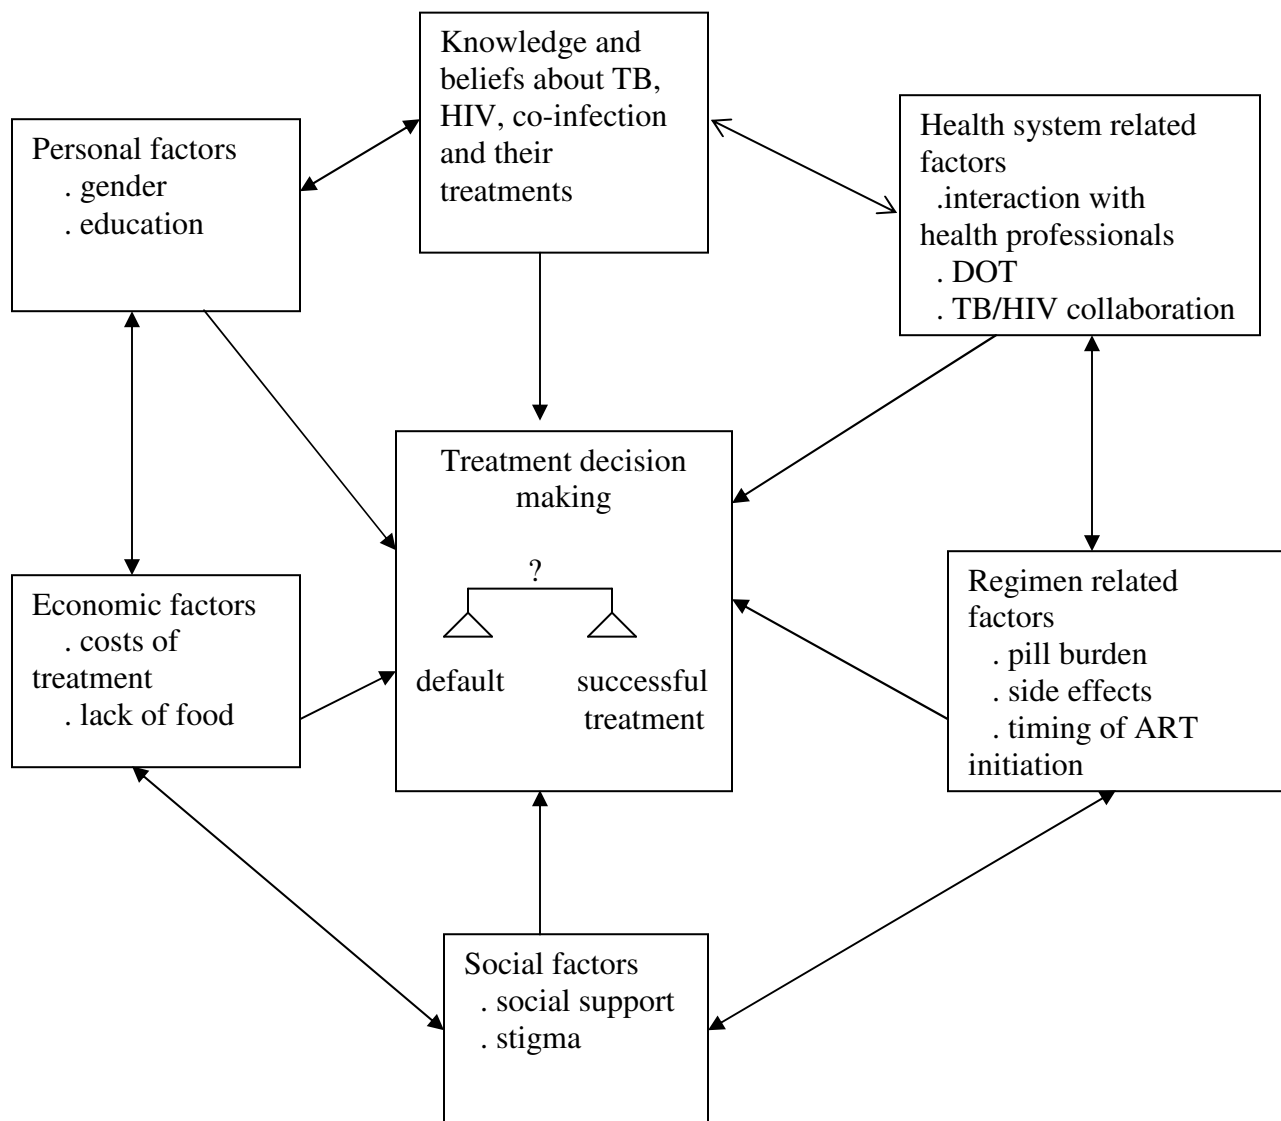 Knowledge and
beliefs about TB,
HIV, co-infection
and their
treatments
Personal factors
. gender
. education
Health system related
factors
.interaction with
health professionals
. DOT
. TB/HIV collaboration
Treatment decision
making
?
default
successful
treatment
Economic factors
. costs of
treatment
. lack of food
Regimen related
factors
. pill burden
. side effects
. timing of ART
initiation
Social factors
. social support
. stigma